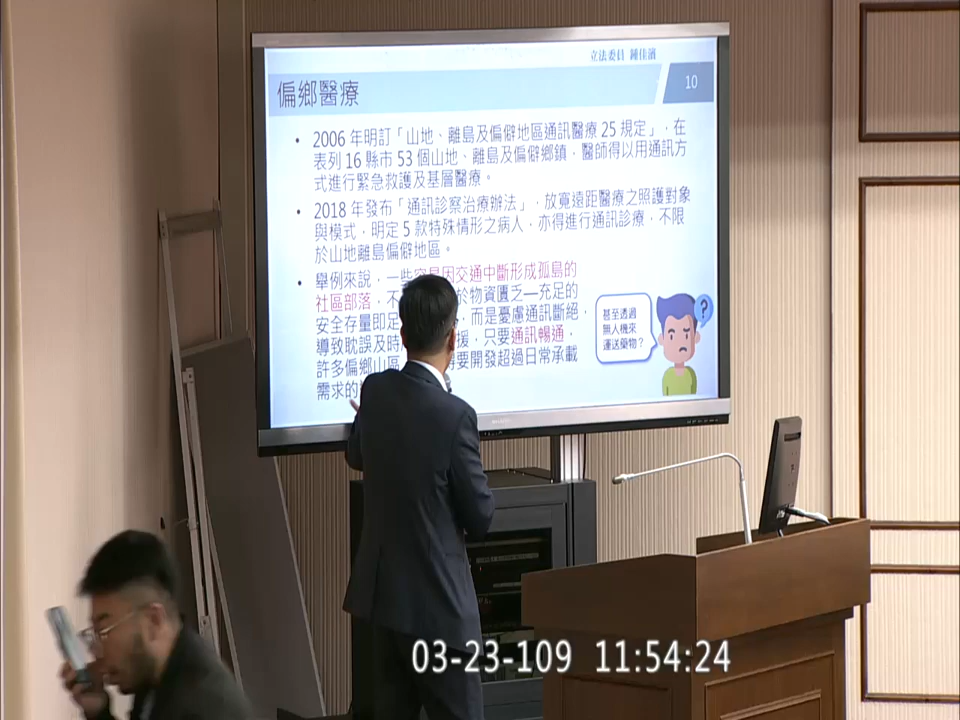 立法委員 鍾佳濱
10
偏鄉醫療
• 2006 年明訂「山地、離島及偏僻地區通訊醫療 25 規定」，在
表列 16 縣市 53 個山地、離島及偏僻鄉鎮，醫師得以用通訊方
式進行緊急救護及基層醫療。
• 2018 年發布「通訊診察治療辦法」，放寬遠距醫療之照護對象
與模式，明定 5 款特殊情形之病人，亦得進行通訊診療，不限
於山地離島偏僻地區。
• 舉例來說，一些容易因交通中斷形成孤島的
社區部落，不 於物資匱乏—充足的
安全存量即足 而是憂慮通訊斷絕，
導致耽誤及時 援，只要通訊暢通，
許多偏鄉山區 要開發超過日常承載
需求的
甚至透過
無人機來
運送藥物？
?
03-23-109 11:54:24